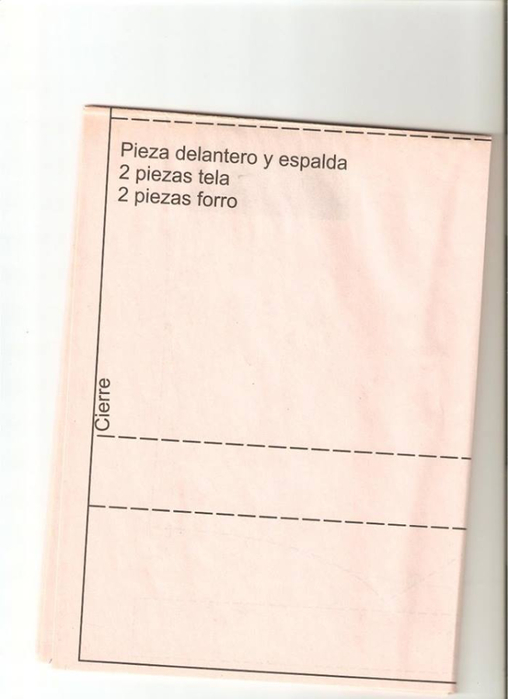 Pieza delantero y espalda
2 piezas tela
2 piezas forro
Cierre